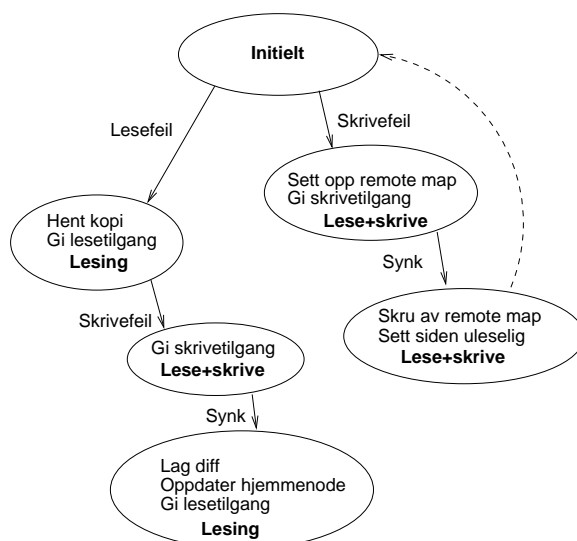 Initielt
Lesefeil
Skrivefeil
Sett opp remote map
Gi skrivetilgang
Lese+skrive
Hent kopi
Gi lesetilgang
Lesing
Synk
Skrivefeil
Skru av remote map
Sett siden uleselig
Lese+skrive
Gi skrivetilgang
Lese+skrive
Synk
Lag diff
Oppdater hjemmenode
Gi lesetilgang
Lesing